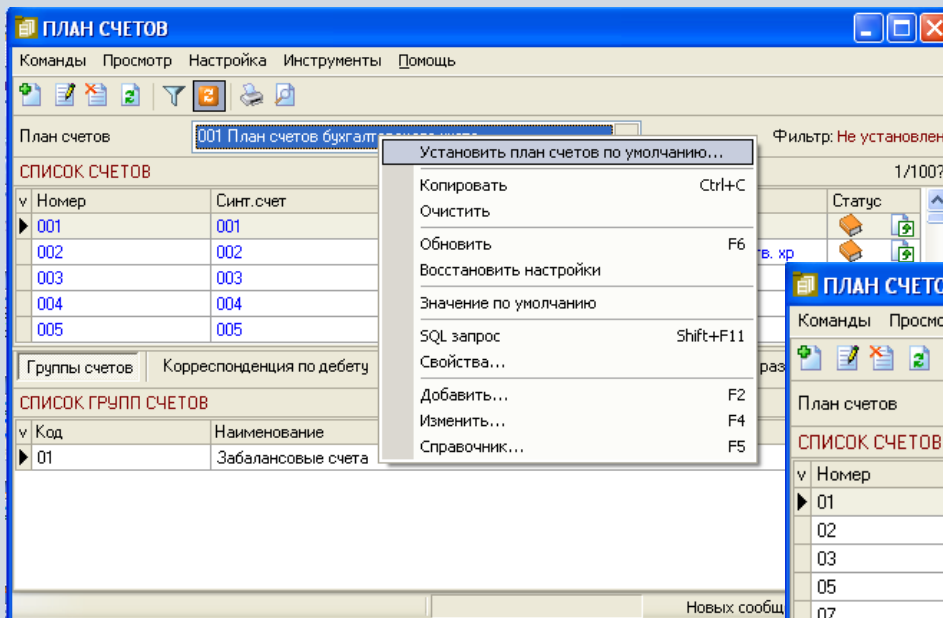 ПЛАН СЧЕТОВ
Команды Просмотр Настройка Инструменты Помощь
План счетов 001 План счетов Фильтр: Не установлен
Установить план счетов по умолчанию...
СПИСОК СЧЕТОВ 1/100?
Копировать Ctrl+C
v Номер Синт.счет Статус
Очистить
001 001
Обновить F6
002 002 тв. хр
Восстановить настройки
003 003
Значение по умолчанию
004 004
005 005
SQL запрос Shift+F11
Свойства...
Группы счетов Корреспонденция по дебету раз
Добавить... F2
СПИСОК ГРУПП СЧЕТОВ
Изменить... F4
v Код Наименование
Справочник... F5
01 Забалансовые счета
Новых сообщ
ПЛАН СЧЕТО
Команды Просмо
План счетов
СПИСОК СЧЕТОВ
v Номер
01
02
03
05
07